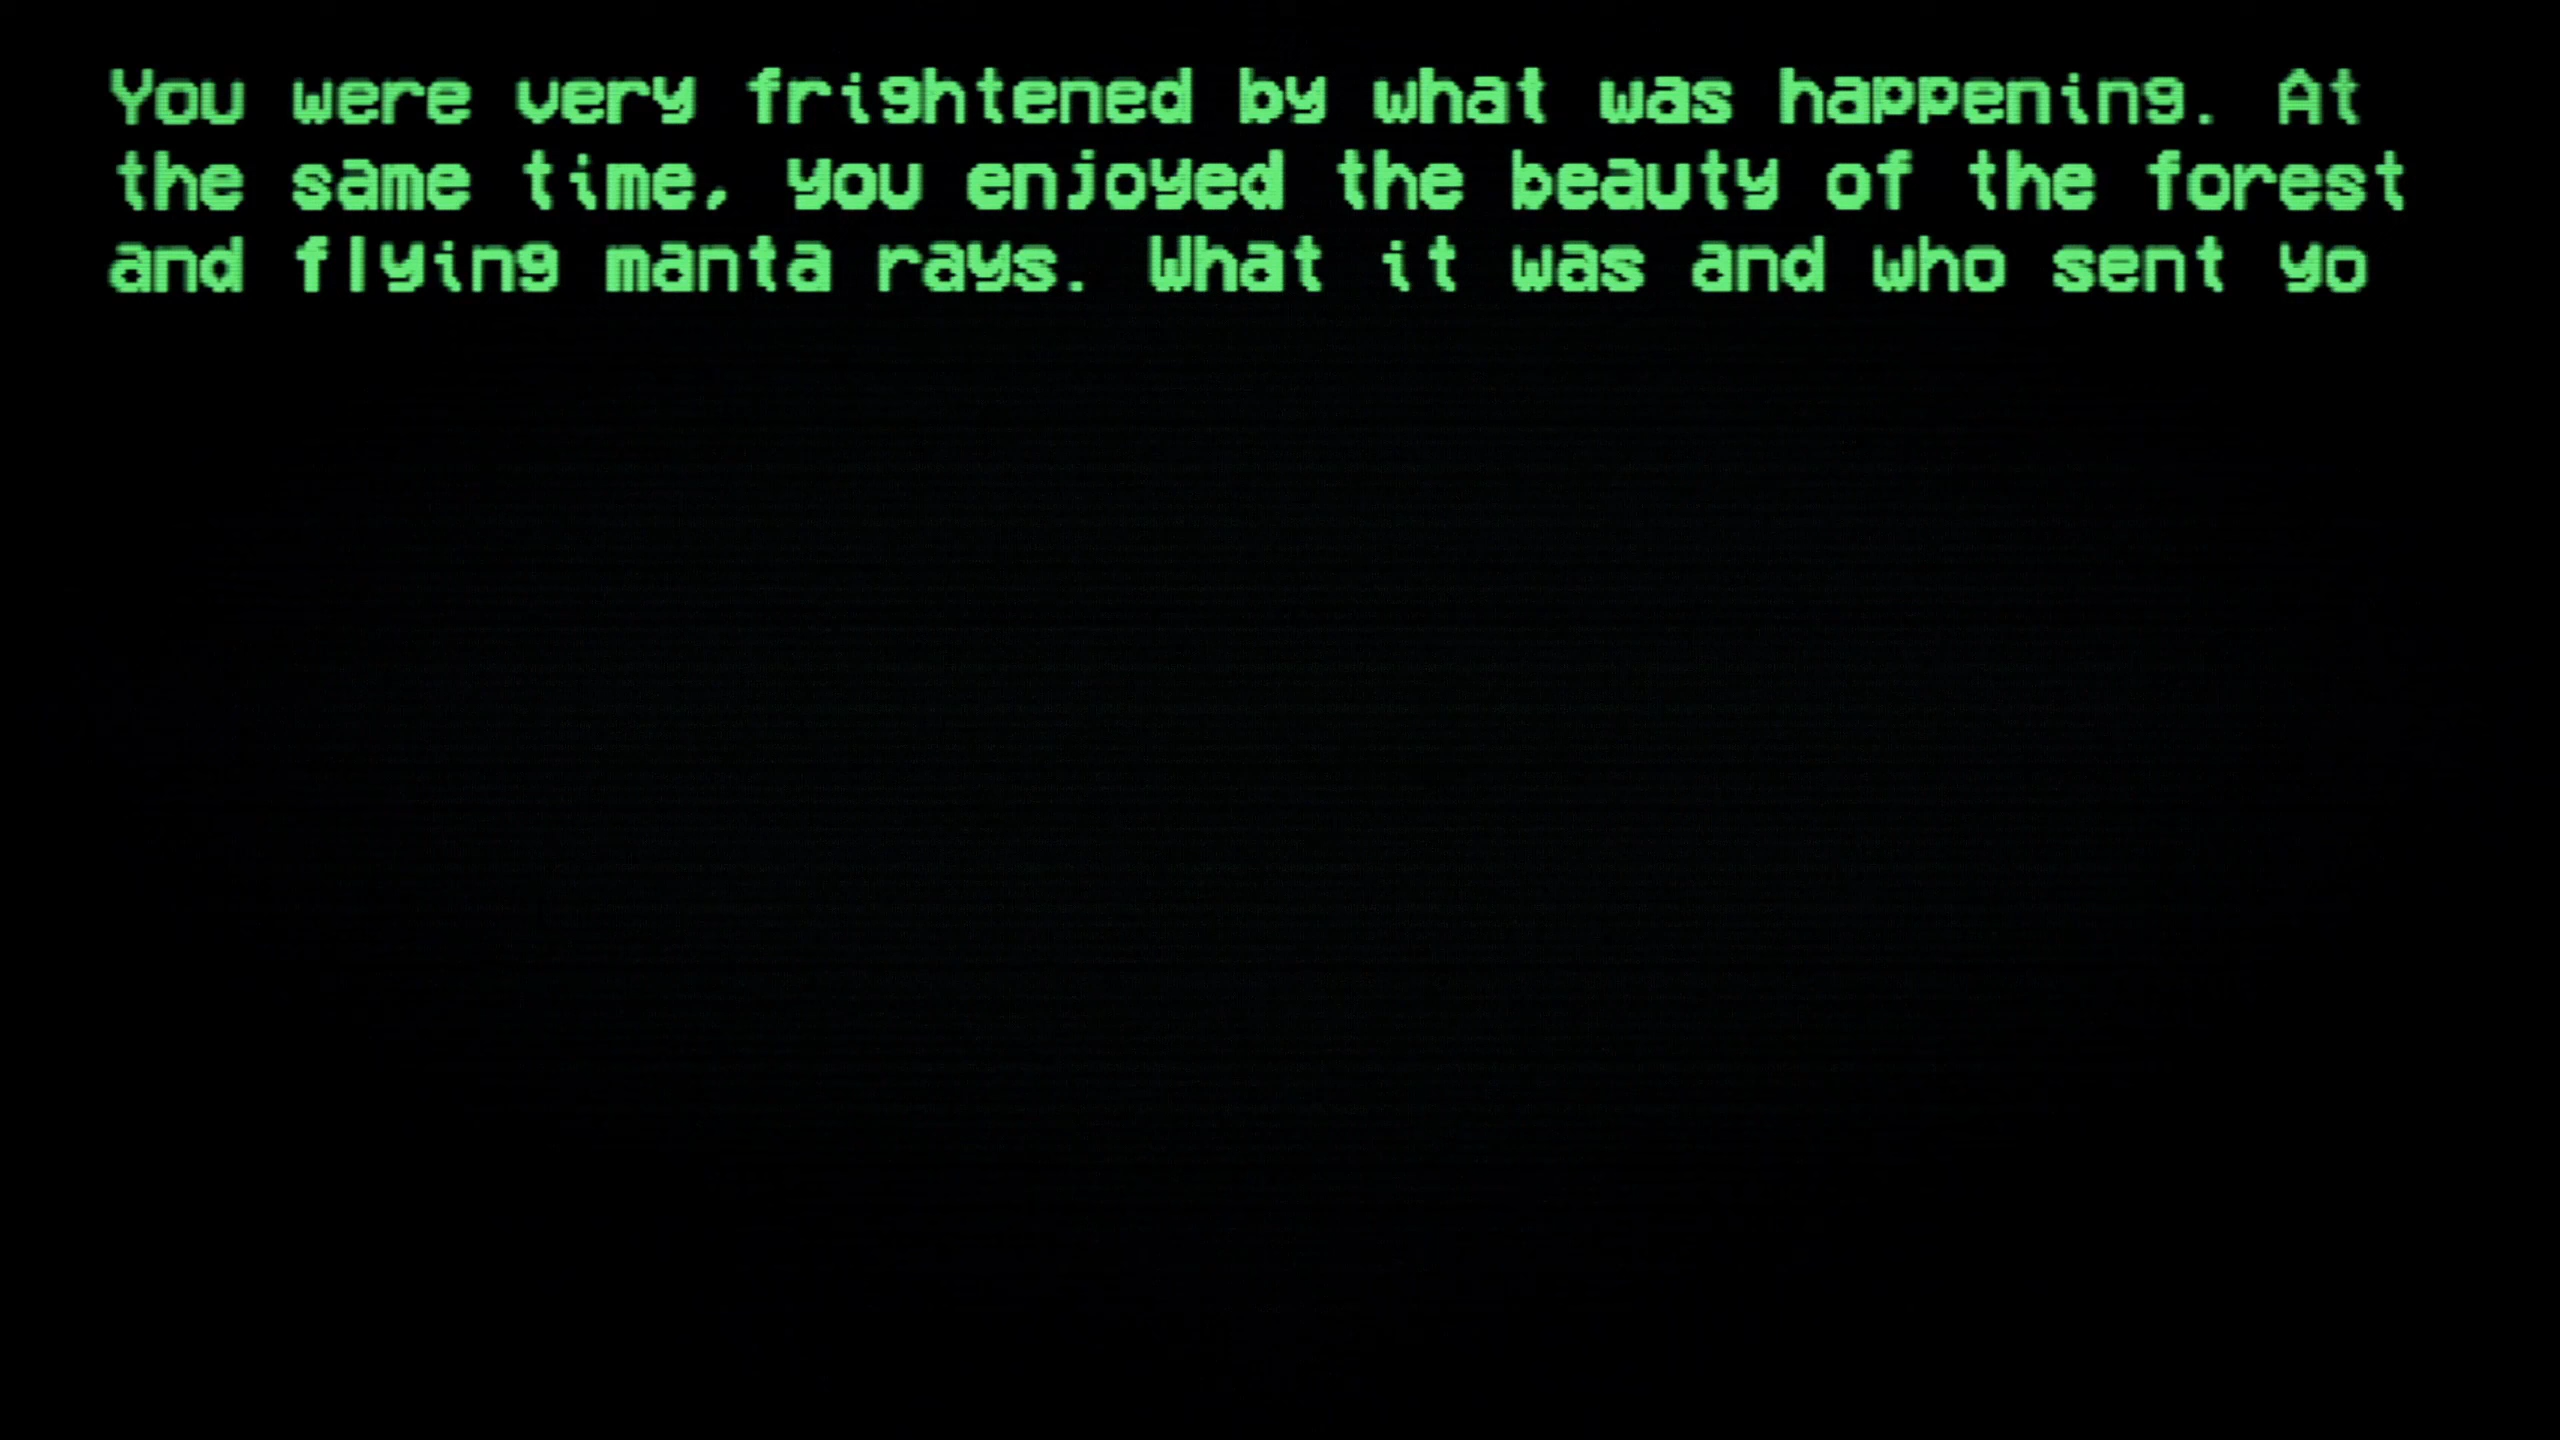 You were very frightened by what was happening. At
the same time, you enjoyed the beauty of the forest
and flying manta rays. What it was and who sent yo